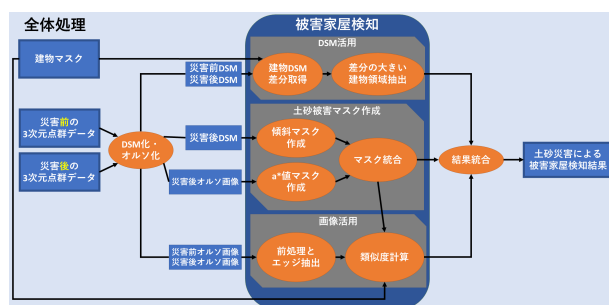 全体処理
被害家屋検知
DSM活用
建物マスク
災害前DSM
災害後DSM
建物DSM
差分取得
差分の大きい
建物領域抽出
土砂被害マスク作成
災害前の
3次元点群データ
災害後の
3次元点群データ
DSM化・
オルソ化
災害後DSM
傾斜マスク
作成
災害後オルソ画像
a*値マスク
作成
マスク統合
結果統合
土砂災害による
被害家屋検知結果
画像活用
災害前オルソ画像
災害後オルソ画像
前処理と
エッジ抽出
類似度計算